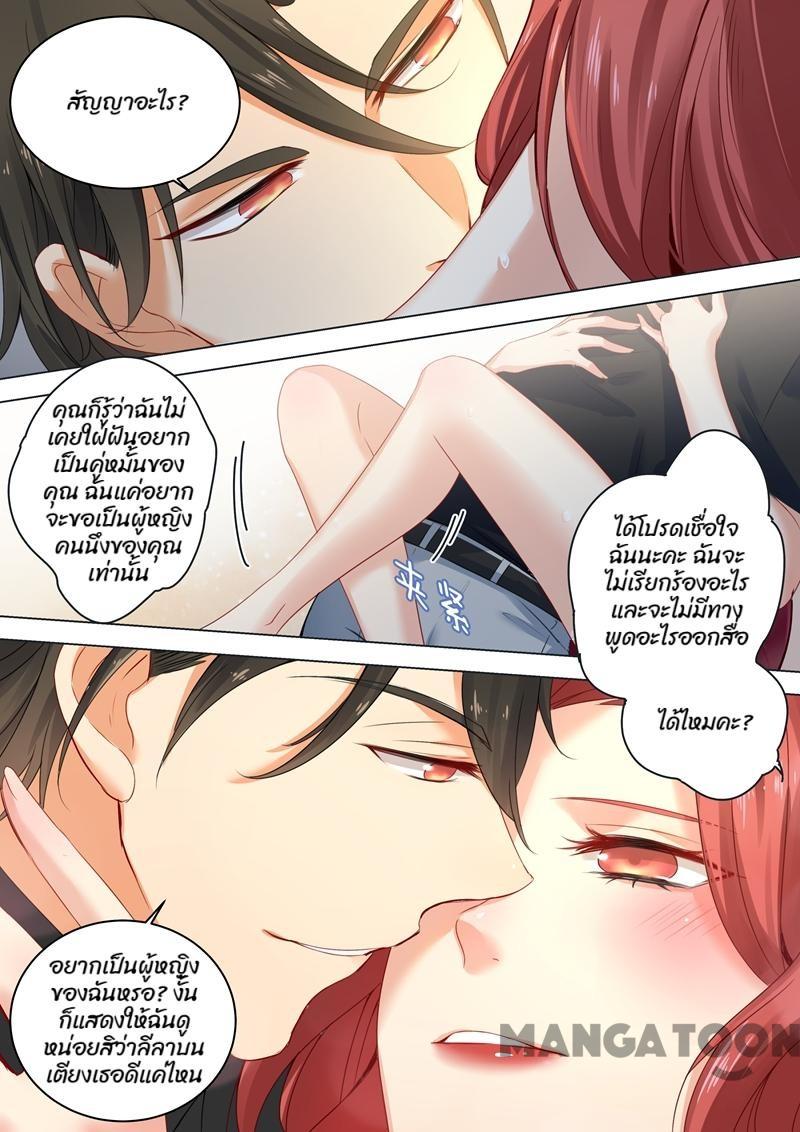 สัญญาอะไร?
คุณก็รู้ว่าฉันไม่
เคยใฝ่ฝันอยาก
เป็นคู่หมั้นของ
คุณ ฉันแค่อยาก
จะขอเป็นผู้หญิง
คนนึงของคุณ
เท่านั้น
ได้โปรดเชื่อใจ
ฉันนะคะ ฉันจะ
ไม่เรียกร้องอะไร
และจะไม่มีทาง
พูดอะไรออกสื่อ
夹紧
ได้ไหมคะ?
อยากเป็นผู้หญิง
ของฉันหรอ? งั้น
ก็แสดงให้ฉันดู
หน่อยสิว่าลีลาบน
เตียงเธอดีแค่ไหน
MANGATOON